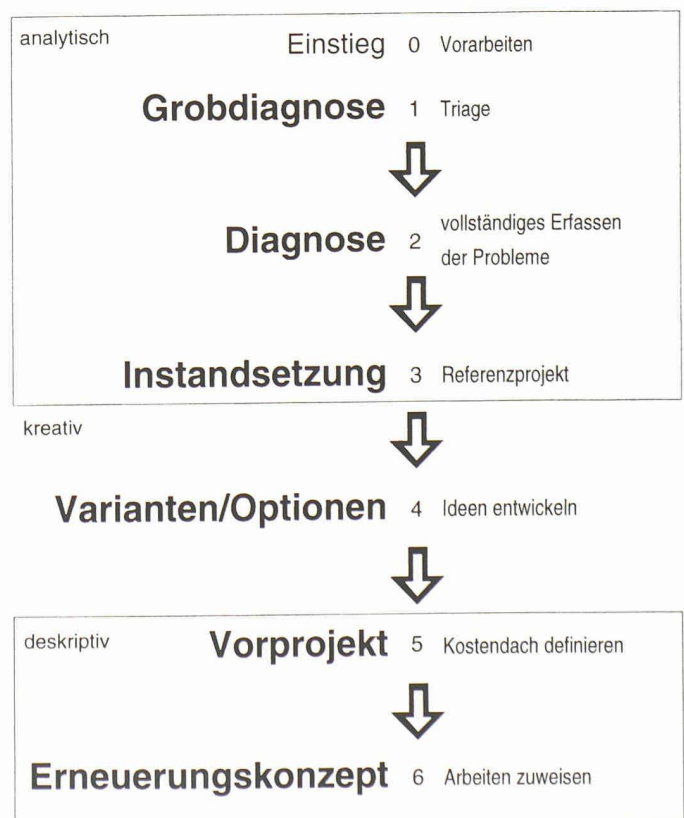 analytisch
Einstieg 0 Vorarbeiten
Grobdiagnose 1 Triage
Diagnose 2 vollständiges Erfassen
der Probleme
Instandsetzung 3 Referenzprojekt
kreativ
Varianten/Optionen 4 Ideen entwickeln
deskriptiv
Vorprojekt 5 Kostendach definieren
Erneuerungskonzept 6 Arbeiten zuweisen